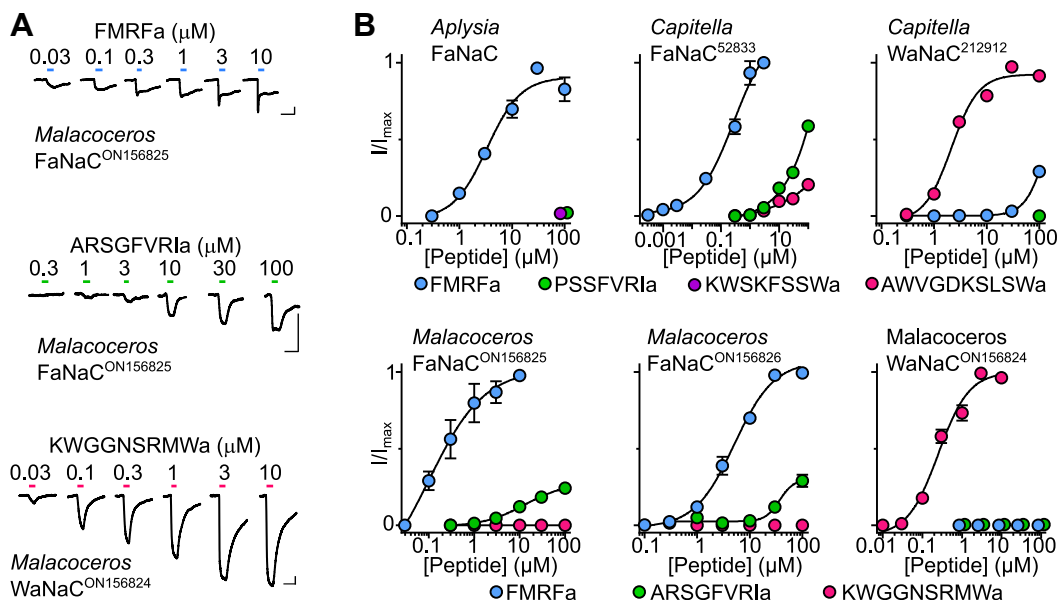 A
FMRFa (µM)
0.03 0.1 0.3 1 3 10
Malacoceros
FaNaC^ON156825
ARSGFVRIa (µM)
0.3 1 3 10 30 100
Malacoceros
FaNaC^ON156825
KWGGNSRMWa (µM)
0.03 0.1 0.3 1 3 10
Malacoceros
WaNaC^ON156824
B
Aplysia
FaNaC
I/Imax
1
0
0.1 1 10 100
[Peptide] (µM)
Capitella
FaNaC^52833
0.001 0.1 10
[Peptide] (µM)
Capitella
WaNaC^212912
0.1 1 10 100
[Peptide] (µM)
FMRFa PSSFVRIa KWSKFSSWa AWVGDKSLSWa
Malacoceros
FaNaC^ON156825
I/Imax
1
0
0.1 1 10 100
[Peptide] (µM)
Malacoceros
FaNaC^ON156826
0.1 1 10 100
[Peptide] (µM)
Malacoceros
WaNaC^ON156824
0.01 0.1 1 10 100
[Peptide] (µM)
FMRFa ARSGFVRIa KWGGNSRMWa